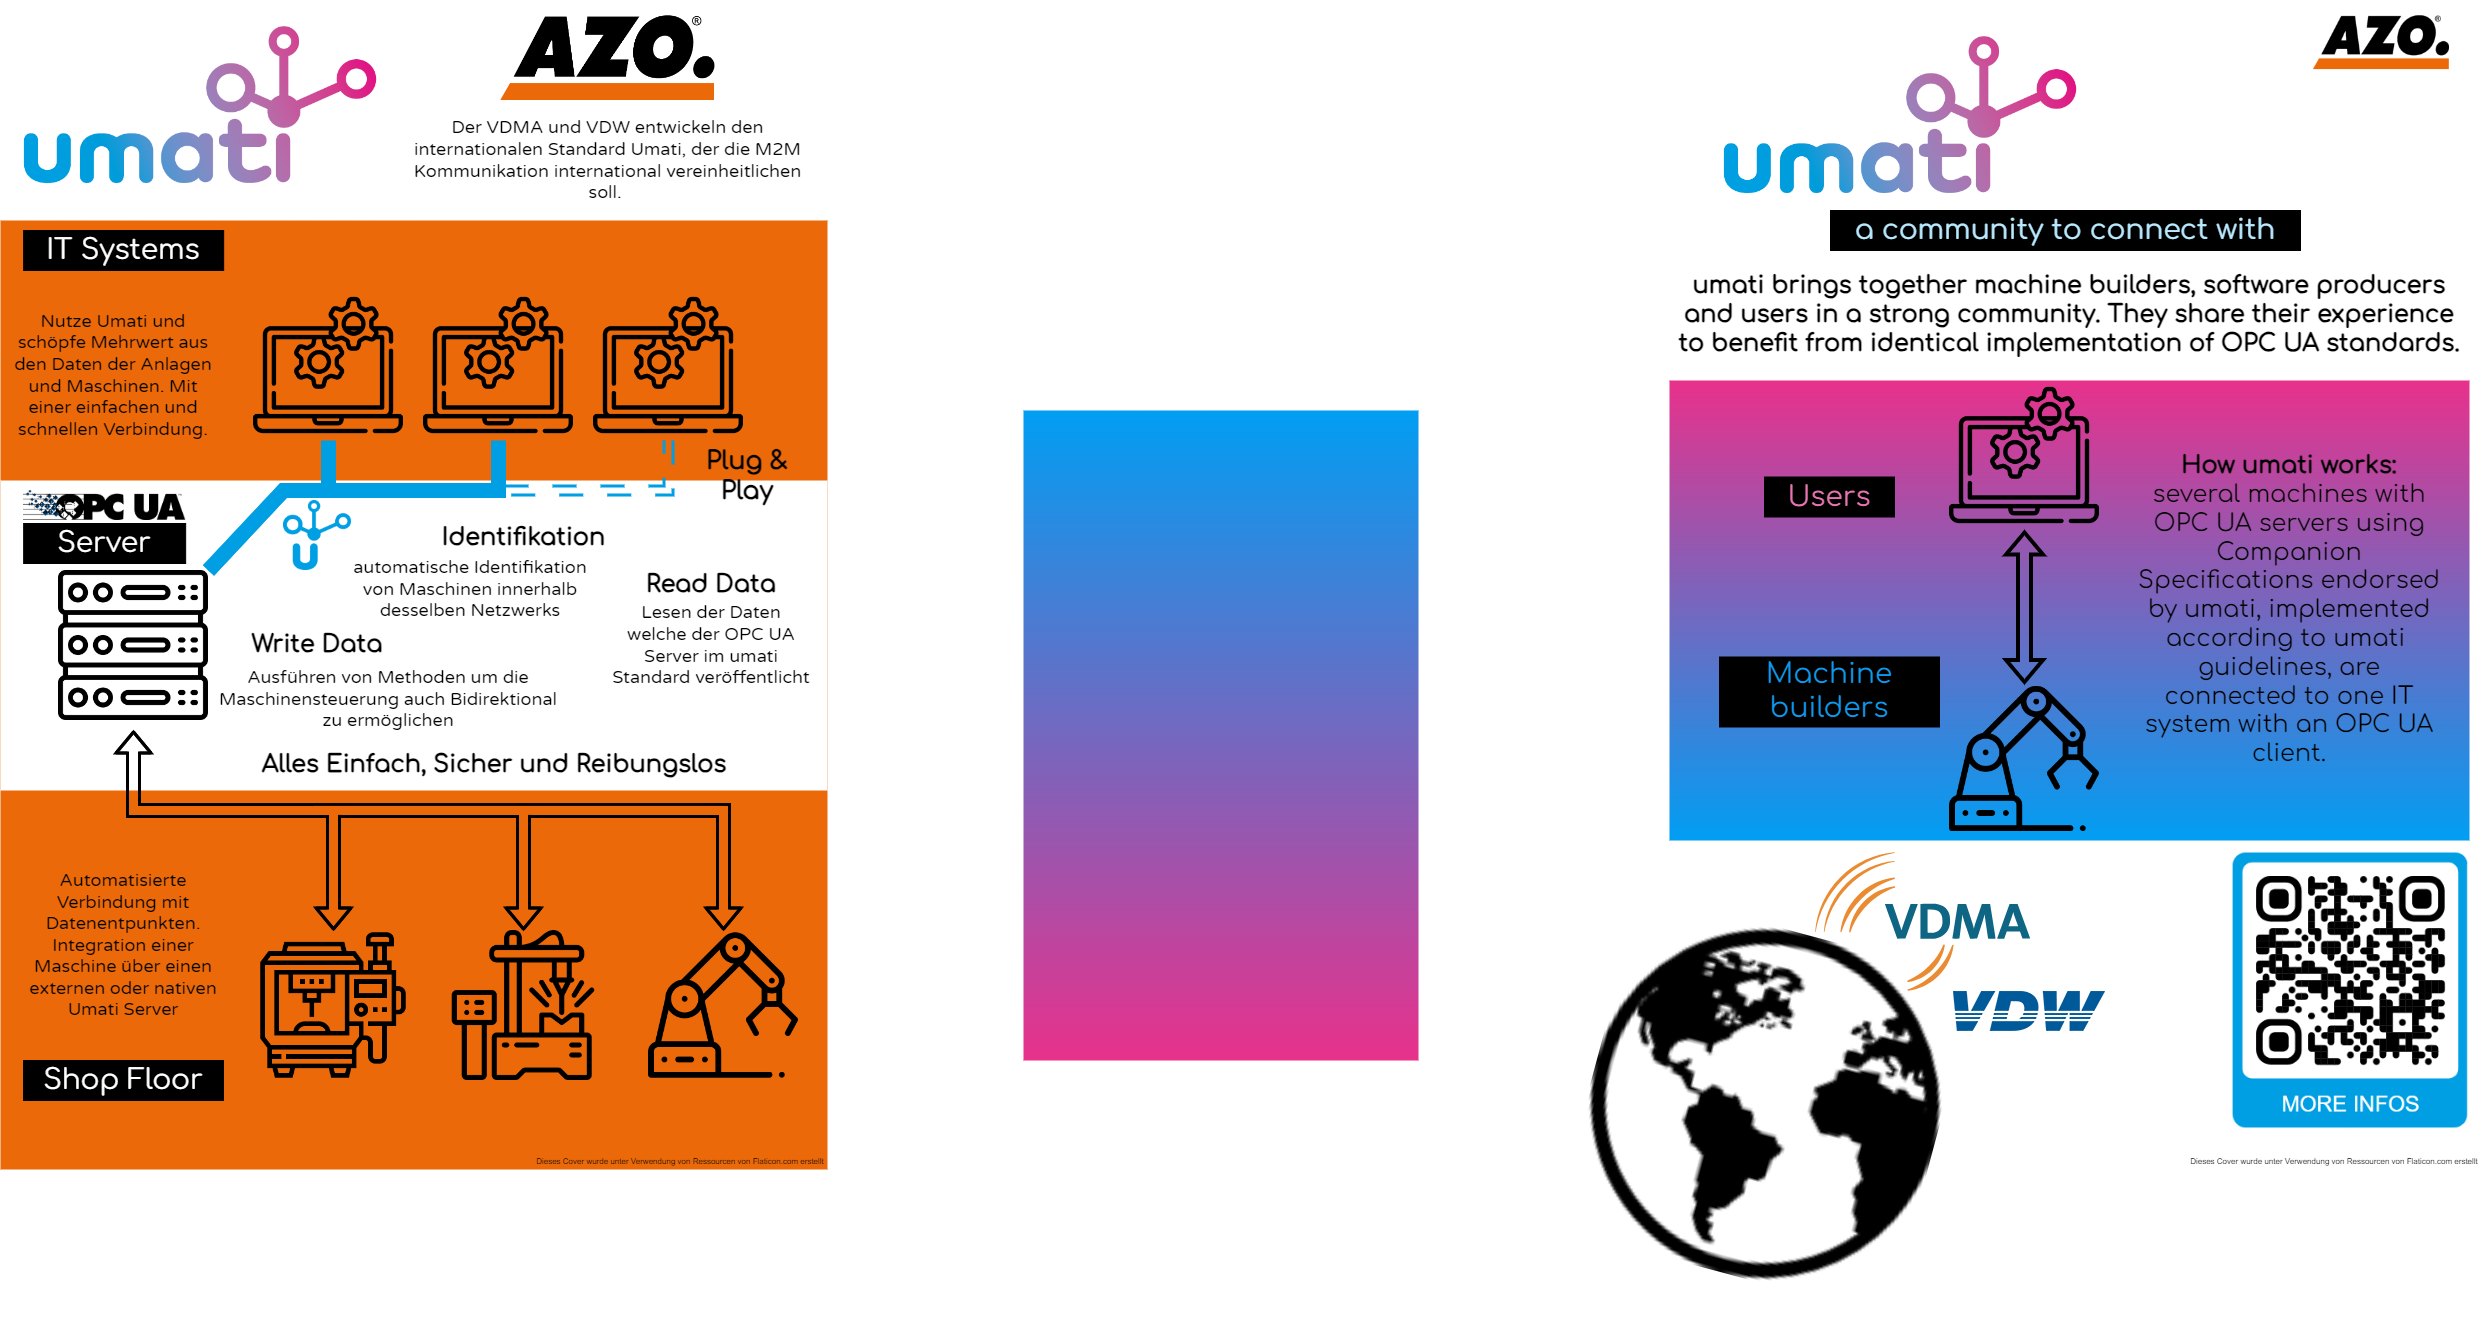 umati
AZO.®
Der VDMA und VDW entwickeln den
internationalen Standard Umati, der die M2M
Kommunikation international vereinheitlichen
soll.
IT Systems
Nutze Umati und
schöpfe Mehrwert aus
den Daten der Anlagen
und Maschinen. Mit
einer einfachen und
schnellen Verbindung.
Plug &
Play
OPC UA
Server
u
Identifikation
automatische Identifikation
von Maschinen innerhalb
desselben Netzwerks
Read Data
Lesen der Daten
welche der OPC UA
Server im umati
Standard veröffentlicht
Write Data
Ausführen von Methoden um die
Maschinensteuerung auch Bidirektional
zu ermöglichen
Alles Einfach, Sicher und Reibungslos
Automatisierte
Verbindung mit
Datenentpunkten.
Integration einer
Maschine über einen
externen oder nativen
Umati Server
Shop Floor
Dieses Cover wurde unter Verwendung von Ressourcen von Flaticon.com erstellt
umati
AZO.®
a community to connect with
umati brings together machine builders, software producers
and users in a strong community. They share their experience
to benefit from identical implementation of OPC UA standards.
Users
Machine
builders
How umati works:
several machines with
OPC UA servers using
Companion
Specifications endorsed
by umati, implemented
according to umati
guidelines, are
connected to one IT
system with an OPC UA
client.
VDMA
VDW
MORE INFOS
Dieses Cover wurde unter Verwendung von Ressourcen von Flaticon.com erstellt